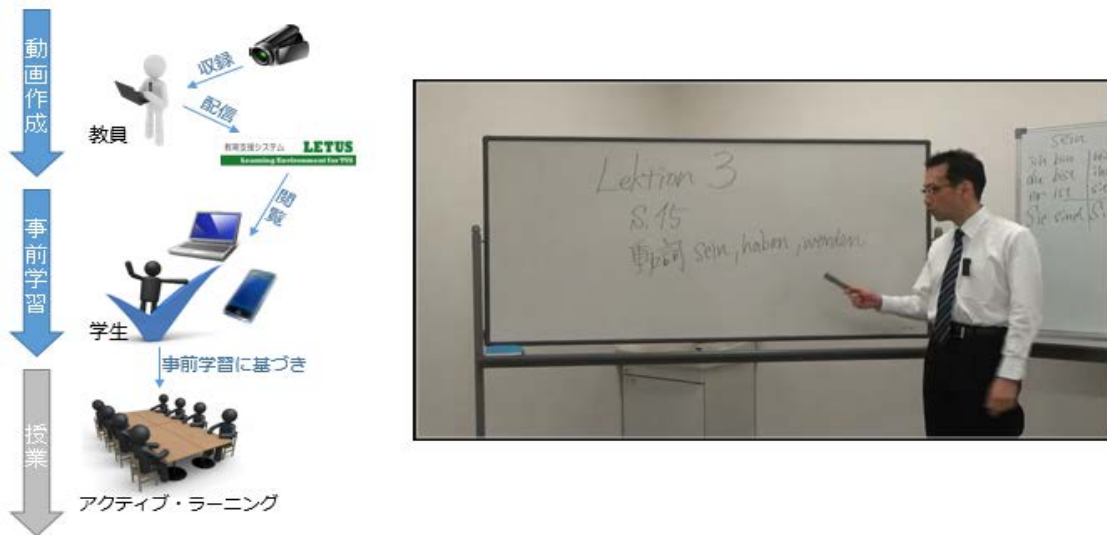 動画作成
収録
配信
教員
教育支援システム LETUS
Learning Environment for TUS
閲覧
事前学習
学生
事前学習に基づき
授業
アクティブ・ラーニング
Lektion 3
S.15
動詞 sein, haben, werden
sein
ich bin
du bist
er ist
Sie sind